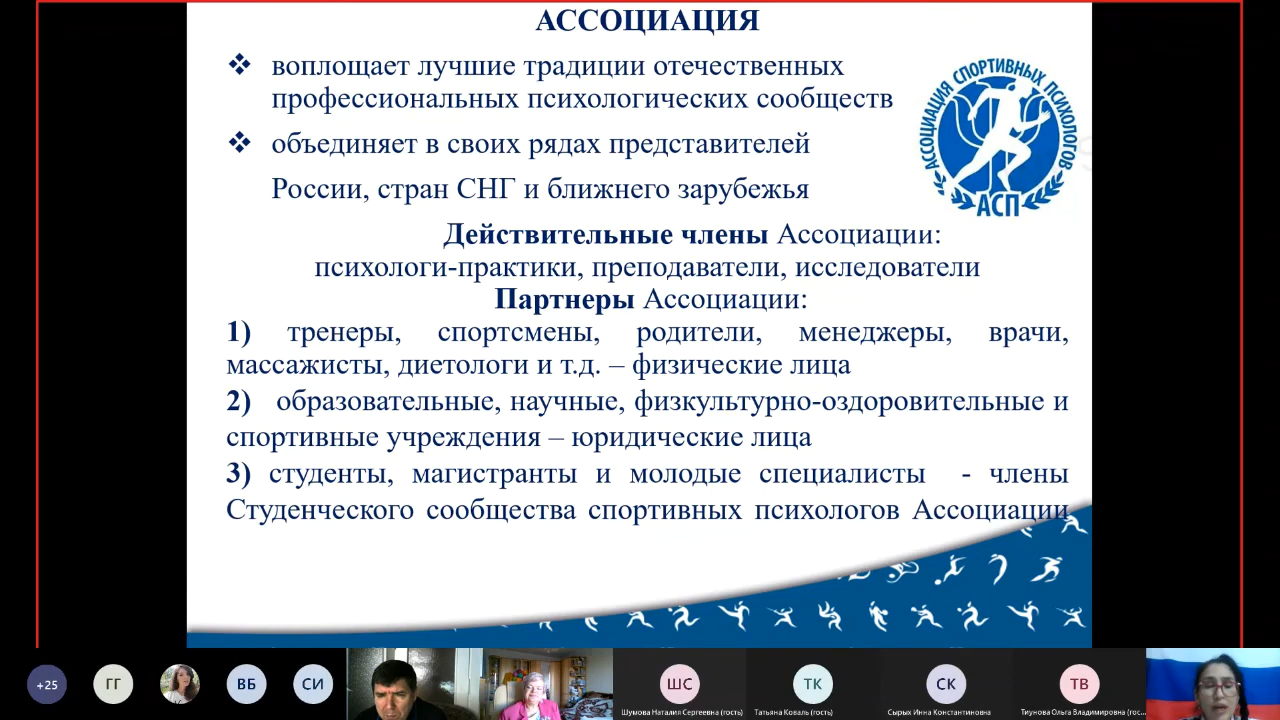 АССОЦИАЦИЯ
❖ воплощает лучшие традиции отечественных
профессиональных психологических сообществ
❖ объединяет в своих рядах представителей
России, стран СНГ и ближнего зарубежья
АССОЦИАЦИЯ СПОРТИВНЫХ ПСИХОЛОГОВ
АСП
Действительные члены Ассоциации:
психологи-практики, преподаватели, исследователи
Партнеры Ассоциации:
1) тренеры, спортсмены, родители, менеджеры, врачи,
массажисты, диетологи и т.д. – физические лица
2) образовательные, научные, физкультурно-оздоровительные и
спортивные учреждения – юридические лица
3) студенты, магистранты и молодые специалисты - члены
Студенческого сообщества спортивных психологов Ассоциации
+25 ГГ ВБ СИ ШС ТК СК ТВ
Шумова Наталия Сергеевна (гость) Татьяна Коваль (гость) Сырых Инна Константиновна Тиунова Ольга Владимировна (гос...